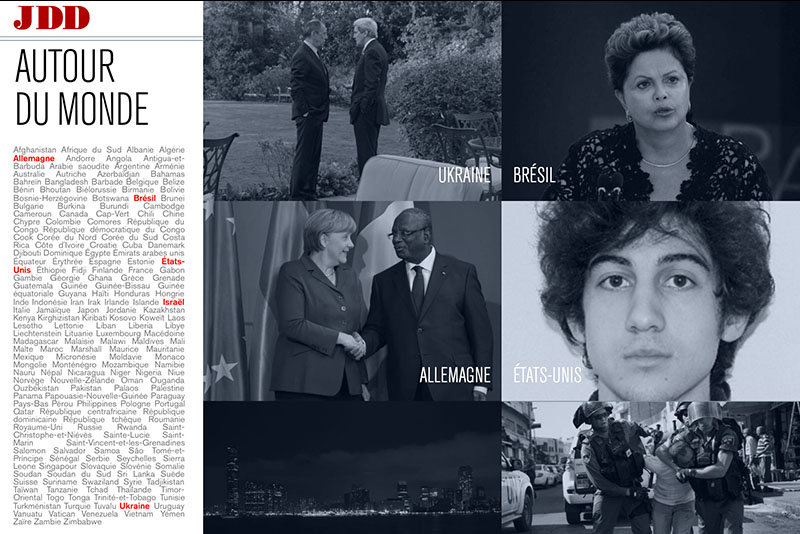 JDD
AUTOUR
DU MONDE
Afghanistan Afrique du Sud Albanie Algérie
Allemagne Andorre Angola Antigua-et-
Barbuda Arabie saoudite Argentine Arménie
Australie Autriche Azerbaïdjan Bahamas
Bahreïn Bangladesh Barbade Belgique Belize
Bénin Bhoutan Biélorussie Birmanie Bolivie
Bosnie-Herzégovine Botswana Brésil Brunei
Bulgarie Burkina Burundi Cambodge
Cameroun Canada Cap-Vert Chili Chine
Chypre Colombie Comores République du
Congo République démocratique du Congo
Cook Corée du Nord Corée du Sud Costa
Rica Côte d'Ivoire Croatie Cuba Danemark
Djibouti Dominique Égypte Émirats arabes unis
Équateur Érythrée Espagne Estonie États-
Unis Éthiopie Fidji Finlande France Gabon
Gambie Géorgie Ghana Grèce Grenade
Guatemala Guinée Guinée-Bissau Guinée
équatoriale Guyana Haïti Honduras Hongrie
Inde Indonésie Iran Irak Irlande Islande Israël
Italie Jamaïque Japon Jordanie Kazakhstan
Kenya Kirghizistan Kiribati Kosovo Koweït Laos
Lesotho Lettonie Liban Liberia Libye
Liechtenstein Lituanie Luxembourg Macédoine
Madagascar Malaisie Malawi Maldives Mali
Malte Maroc Marshall Maurice Mauritanie
Mexique Micronésie Moldavie Monaco
Mongolie Monténégro Mozambique Namibie
Nauru Népal Nicaragua Niger Nigeria Niue
Norvège Nouvelle-Zélande Oman Ouganda
Ouzbékistan Pakistan Palaos Palestine
Panama Papouasie-Nouvelle-Guinée Paraguay
Pays-Bas Pérou Philippines Pologne Portugal
Qatar République centrafricaine République
dominicaine République tchèque Roumanie
Royaume-Uni Russie Rwanda Saint-
Christophe-et-Niévès Sainte-Lucie Saint-
Marin Saint-Vincent-et-les-Grenadines
Salomon Salvador Samoa São Tomé-et-
Principe Sénégal Serbie Seychelles Sierra
Leone Singapour Slovaquie Slovénie Somalie
Soudan Soudan du Sud Sri Lanka Suède
Suisse Suriname Swaziland Syrie Tadjikistan
Taïwan Tanzanie Tchad Thaïlande Timor-
Oriental Togo Tonga Trinité-et-Tobago Tunisie
Turkménistan Turquie Tuvalu Ukraine Uruguay
Vanuatu Vatican Venezuela Vietnam Yémen
Zaïre Zambie Zimbabwe
UKRAINE
BRÉSIL
ALLEMAGNE
ÉTATS-UNIS